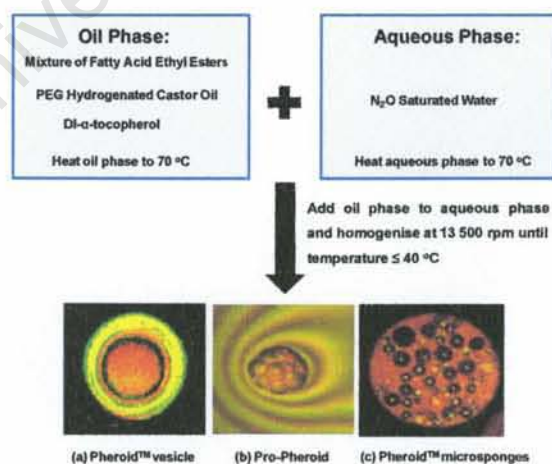 Oil Phase:
Mixture of Fatty Acid Ethyl Esters
PEG Hydrogenated Castor Oil
Dl-α-tocopherol
Heat oil phase to 70 °C
Aqueous Phase:
N₂O Saturated Water
Heat aqueous phase to 70 °C
Add oil phase to aqueous phase
and homogenise at 13 500 rpm until
temperature ≤ 40 °C
(a) Pheroid™ vesicle
(b) Pro-Pheroid
(c) Pheroid™ microsponges